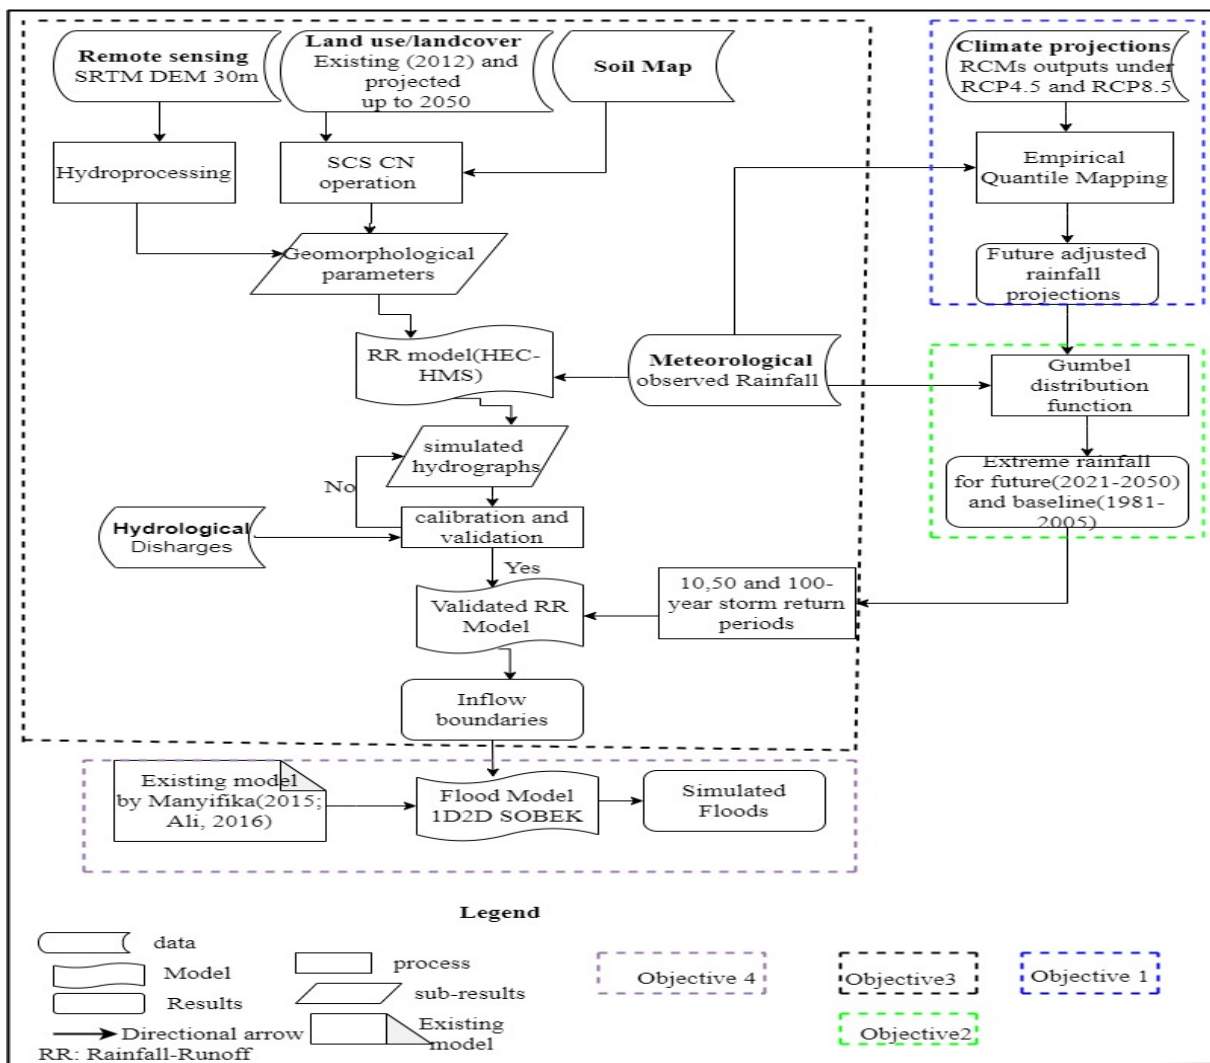 Remote sensing
SRTM DEM 30m
Land use/landcover
Existing (2012) and
projected
up to 2050
Soil Map
Climate projections
RCMs outputs under
RCP4.5 and RCP8.5
Hydroprocessing
SCS CN
operation
Empirical
Quantile Mapping
Geomorphological
parameters
Future adjusted
rainfall
projections
RR model(HEC-
HMS)
Meteorological
observed Rainfall
Gumbel
distribution
function
simulated
hydrographs
No
Extreme rainfall
for future(2021-2050)
and baseline(1981-
2005)
Hydrological
Disharges
calibration and
validation
Yes
Validated RR
Model
10,50 and 100-
year storm return
periods
Inflow
boundaries
Existing model
by Manyifika(2015;
Ali, 2016)
Flood Model
1D2D SOBEK
Simulated
Floods
Legend
data
Model
Results
Directional arrow
RR: Rainfall-Runoff
process
sub-results
Existing
model
Objective 4
Objective3
Objective 1
Objective2